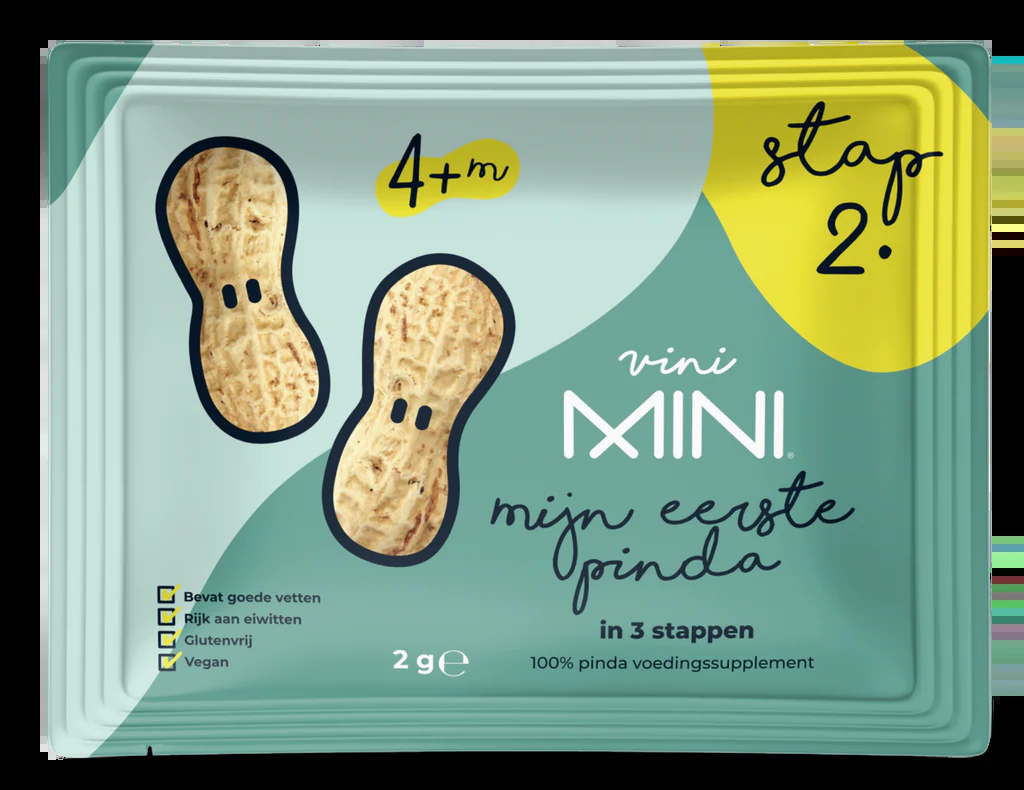 4+m
stap
2.
vini
MINI®
mijn eerste
pinda
in 3 stappen
100% pinda voedingssupplement
Bevat goede vetten
Rijk aan eiwitten
Glutenvrij
Vegan
2 g℮